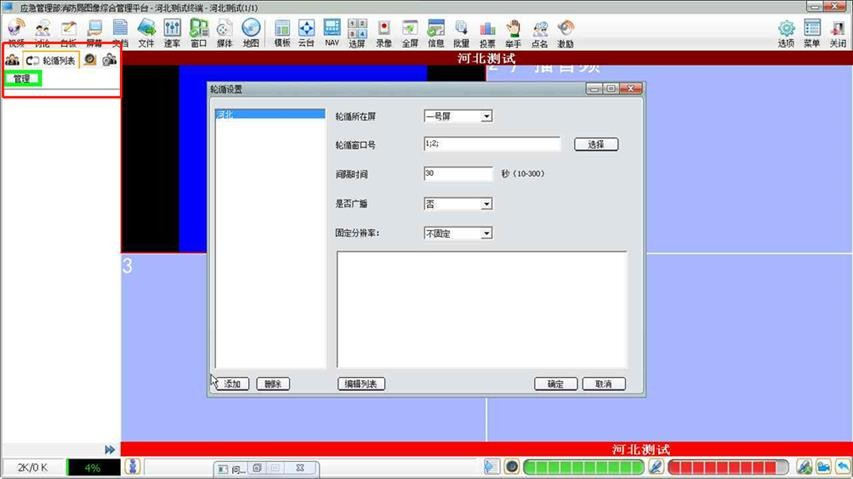 应急管理部消防局图像综合管理平台 - 河北测试终端 - 河北测试(1/1)
视频 讨论 白板 屏幕 文档 文件 速率 窗口 媒体 地图 模板 云台 NAV 选屏 录像 全屏 信息 批量 投票 举手 点名 激励 选项 菜单 关闭
轮循列表
管理
河北测试
2 广播音频
3
轮循设置
河北
轮循所在屏 一号屏
轮循窗口号 1;2; 选择
间隔时间 30 秒（10-300）
是否广播 否
固定分辨率: 不固定
添加 删除 编辑列表 确定 取消
河北测试
2K/0 K 4% 问...